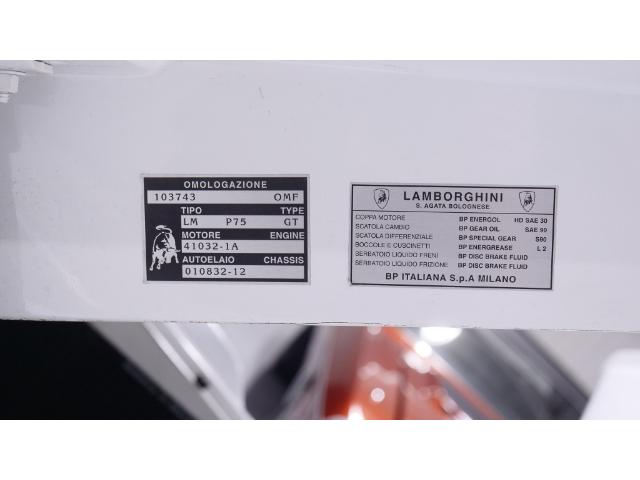 OMOLOGAZIONE
103743 OMF
TIPO TYPE
LM P75 GT
MOTORE ENGINE
41032-1A
AUTOELAIO CHASSIS
010832-12
LAMBORGHINI
S. AGATA BOLOGNESE
COPPA MOTORE BP ENERGOL HD SAE 30
SCATOLA CAMBIO BP GEAR OIL SAE 90
SCATOLA DIFFERENZIALE BP SPECIAL GEAR S90
BOCCOLE E CUSCINETTI BP ENERGREASE L 2
SERBATOIO LIQUIDO FRENI BP DISC BRAKE FLUID
SERBATOIO LIQUIDO FRIZIONE BP DISC BRAKE FLUID
BP ITALIANA S.p.A MILANO